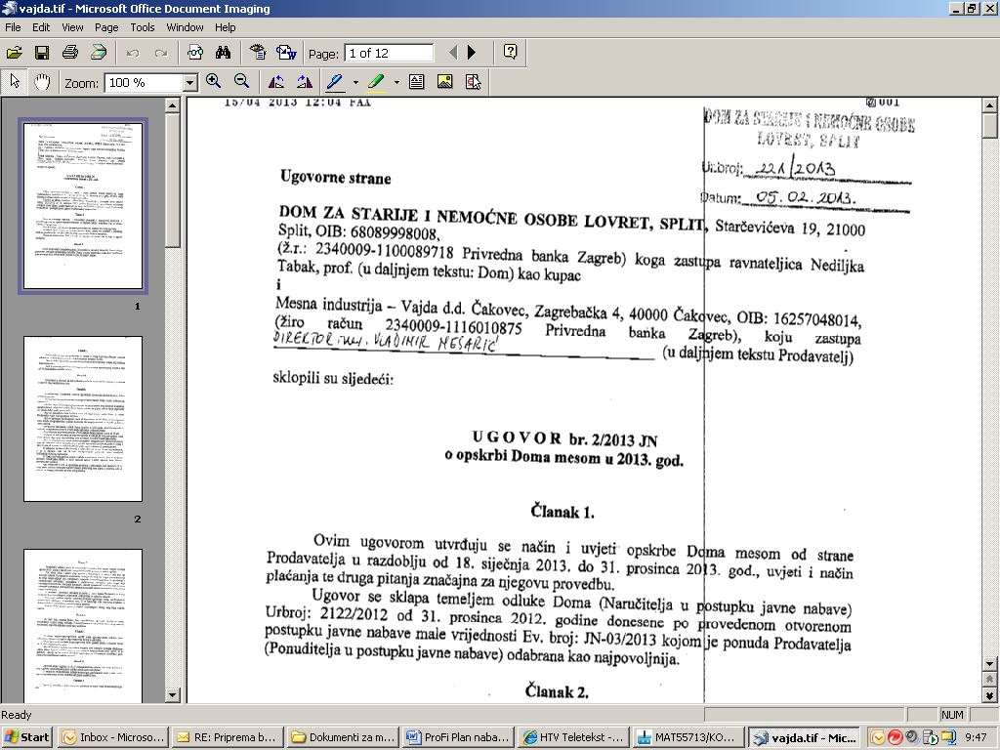 vajda.tif - Microsoft Office Document Imaging
File Edit View Page Tools Window Help
Page: 1 of 12
Zoom: 100 %
15/04 2013 12:04 FAX
001
DOM ZA STARIJE I NEMOĆNE OSOBE
LOVRET, SPLIT
Ur.broj: 221/2013
Datum: 05.02.2013.
Ugovorne strane
DOM ZA STARIJE I NEMOĆNE OSOBE LOVRET, SPLIT, Starčevićeva 19, 21000
Split, OIB: 68089998008,
(ž.r.: 2340009-1100089718 Privredna banka Zagreb) koga zastupa ravnateljica Nediljka
Tabak, prof. (u daljnjem tekstu: Dom) kao kupac
i
Mesna industrija – Vajda d.d. Čakovec, Zagrebačka 4, 40000 Čakovec, OIB: 16257048014,
(žiro račun 2340009-1116010875 Privredna banka Zagreb), koju zastupa
DIREKTOR VLADIMIR MESARIĆ (u daljnjem tekstu Prodavatelj)
sklopili su sljedeći:
U G O V O R br. 2/2013 JN
o opskrbi Doma mesom u 2013. god.
Članak 1.
Ovim ugovorom utvrđuju se način i uvjeti opskrbe Doma mesom od strane
Prodavatelja u razdoblju od 18. siječnja 2013. do 31. prosinca 2013. god., uvjeti i način
plaćanja te druga pitanja značajna za njegovu provedbu.
Ugovor se sklapa temeljem odluke Doma (Naručitelja u postupku javne nabave)
Urbroj: 2122/2012 od 31. prosinca 2012. godine donesene po provedenom otvorenom
postupku javne nabave male vrijednosti Ev. broj: JN-03/2013 kojom je ponuda Prodavatelja
(Ponuditelja u postupku javne nabave) odabrana kao najpovoljnija.
Članak 2.
1
2
Ready
NUM
Start
Inbox - Microso...
RE: Priprema b...
Dokumenti za m...
ProFi Plan naba...
HTV Teletekst -...
MAT55713/KO...
vajda.tif - Mic...
9:47